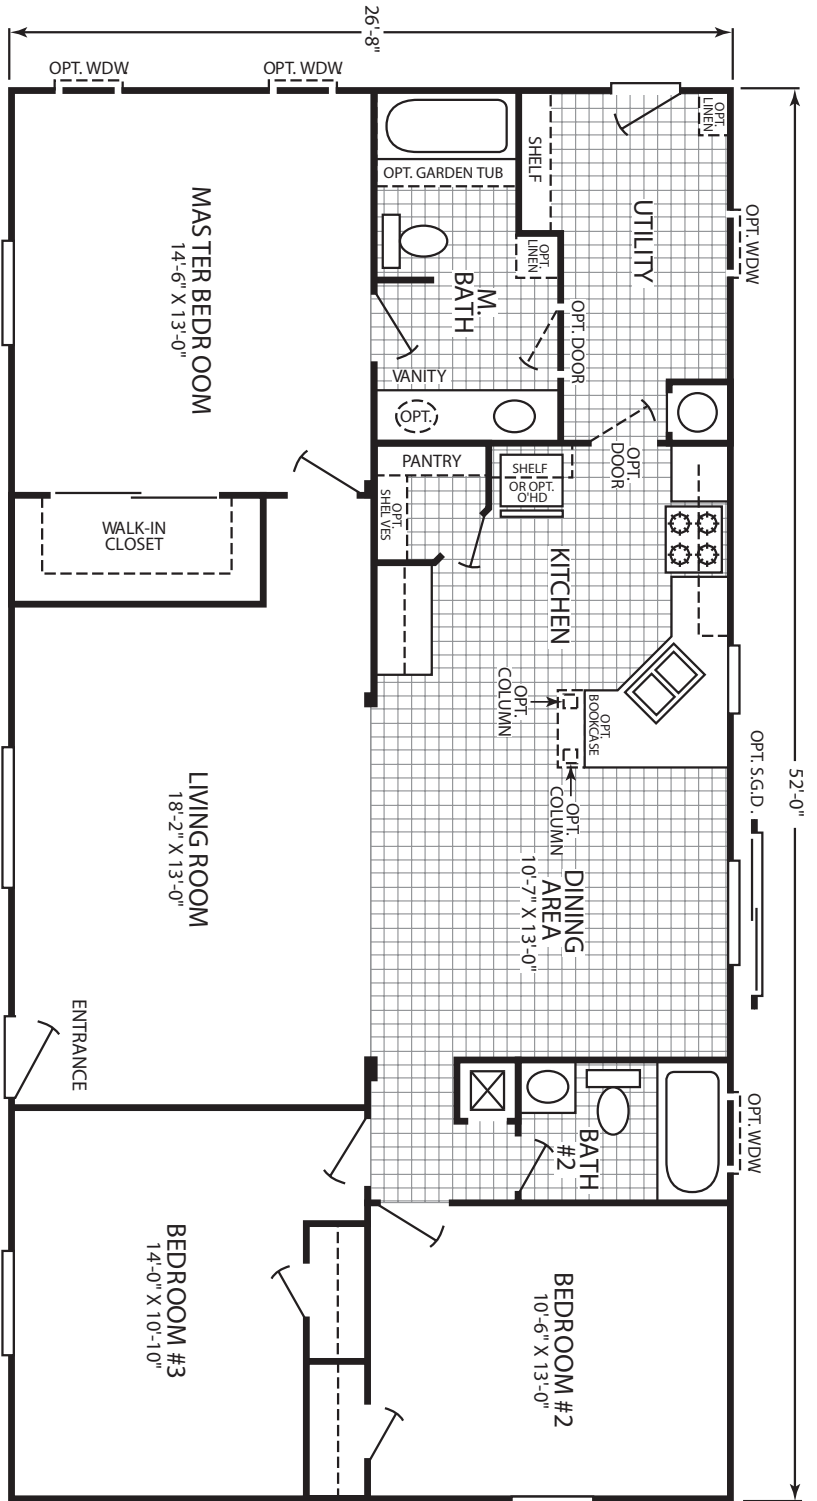 26'-8"
OPT. WDW
OPT. WDW
OPT. LINEN
SHELF
OPT. GARDEN TUB
UTILITY
OPT. WDW
MASTER BEDROOM
14'-6" X 13'-0"
OPT. LINEN
M.
BATH
OPT. DOOR
VANITY
OPT.
OPT.
DOOR
PANTRY
SHELF
OR OPT.
O'HD
OPT.
SHELVES
WALK-IN
CLOSET
KITCHEN
OPT.
COLUMN
OPT.
BOOKCASE
OPT. S.G.D.
52'-0"
OPT.
COLUMN
LIVING ROOM
18'-2" X 13'-0"
DINING
AREA
10'-7" X 13'-0"
ENTRANCE
BATH
#2
OPT. WDW
BEDROOM #3
14'-0" X 10'-10"
BEDROOM #2
10'-6" X 13'-0"